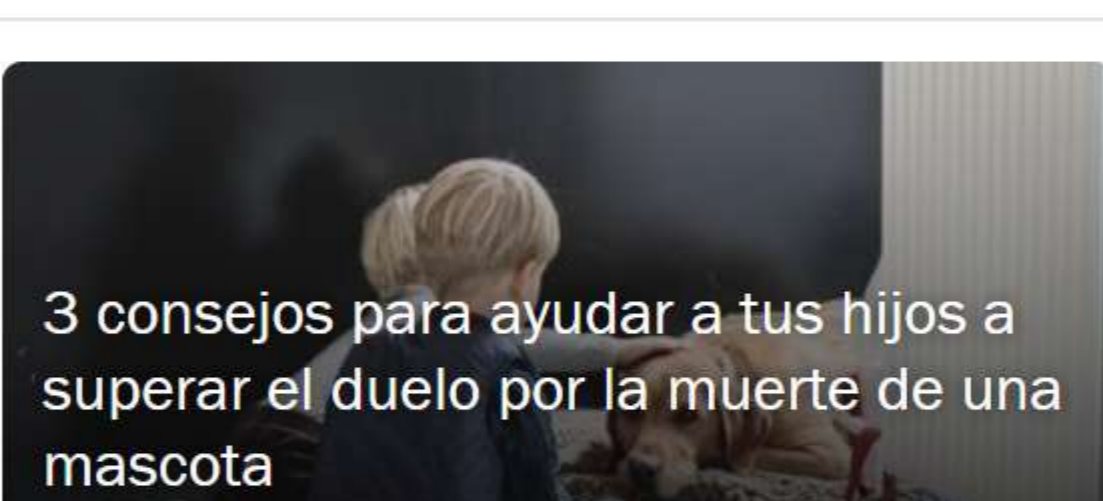 3 consejos para ayudar a tus hijos a
superar el duelo por la muerte de una
mascota